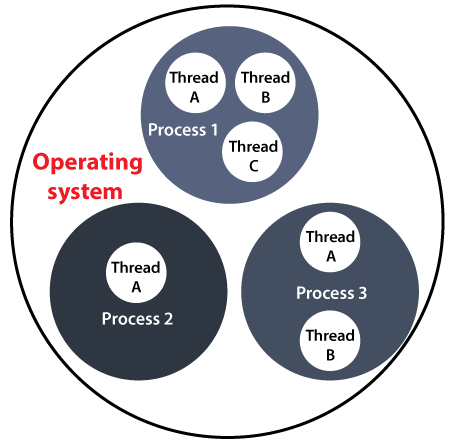 Thread
A
Thread
B
Process 1
Thread
C
Operating
system
Thread
A
Process 2
Thread
A
Process 3
Thread
B